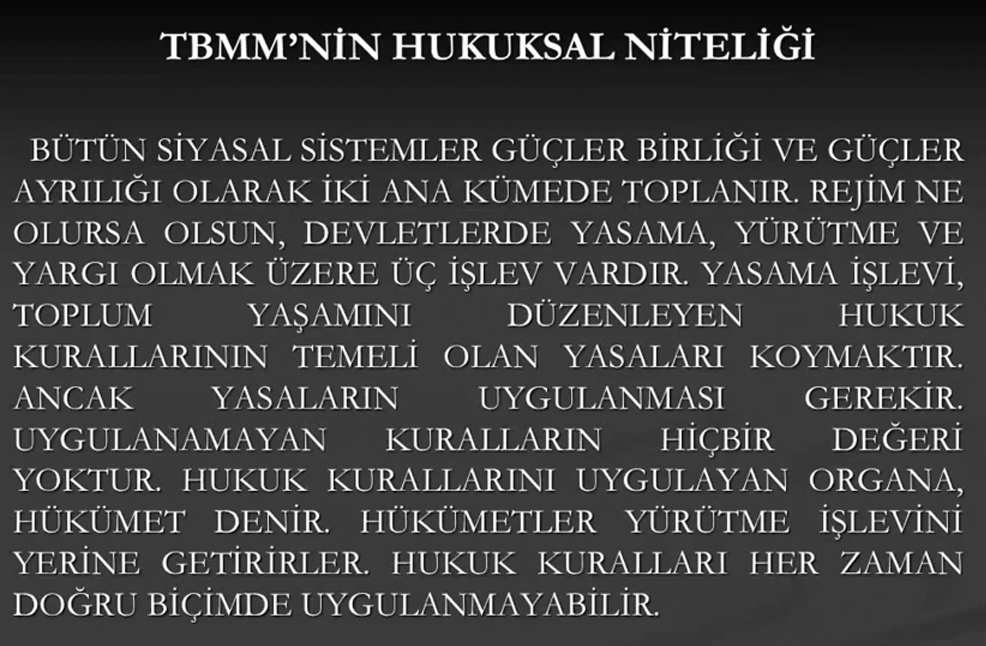 TBMM’NİN HUKUKSAL NİTELİĞİ
BÜTÜN SİYASAL SİSTEMLER GÜÇLER BİRLİĞİ VE GÜÇLER
AYRILIĞI OLARAK İKİ ANA KÜMEDE TOPLANIR. REJİM NE
OLURSA OLSUN, DEVLETLERDE YASAMA, YÜRÜTME VE
YARGI OLMAK ÜZERE ÜÇ İŞLEV VARDIR. YASAMA İŞLEVİ,
TOPLUM YAŞAMINI DÜZENLEYEN HUKUK
KURALLARININ TEMELİ OLAN YASALARI KOYMAKTIR.
ANCAK YASALARIN UYGULANMASI GEREKİR.
UYGULANAMAYAN KURALLARIN HİÇBİR DEĞERİ
YOKTUR. HUKUK KURALLARINI UYGULAYAN ORGANA,
HÜKÜMET DENİR. HÜKÜMETLER YÜRÜTME İŞLEVİNİ
YERİNE GETİRİRLER. HUKUK KURALLARI HER ZAMAN
DOĞRU BİÇİMDE UYGULANMAYABİLİR.